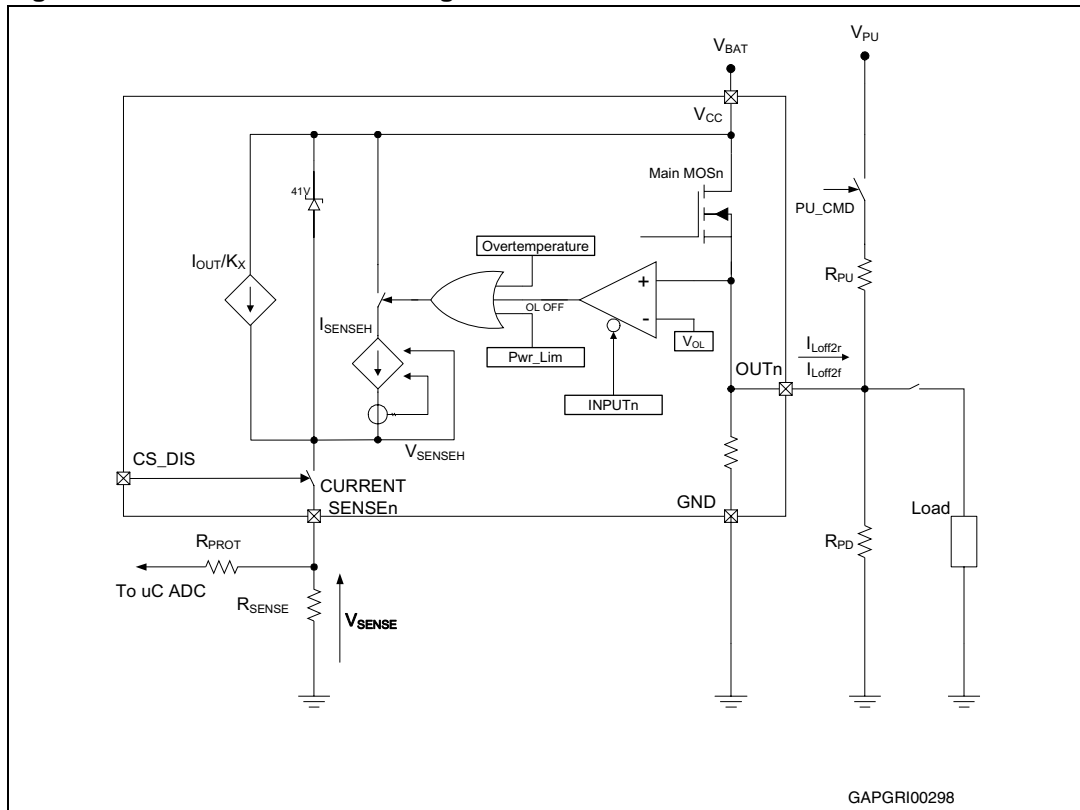 V_PU
V_BAT
V_CC
Main MOSn
41V
PU_CMD
Overtemperature
I_OUT/K_X
R_PU
+
OL OFF
-
I_SENSEH
V_OL
Pwr_Lim
I_Loff2r
OUTn
I_Loff2f
INPUTn
V_SENSEH
CS_DIS
CURRENT
SENSEn
GND
Load
R_PROT
R_PD
To uC ADC
R_SENSE
V_SENSE
GAPGRI00298